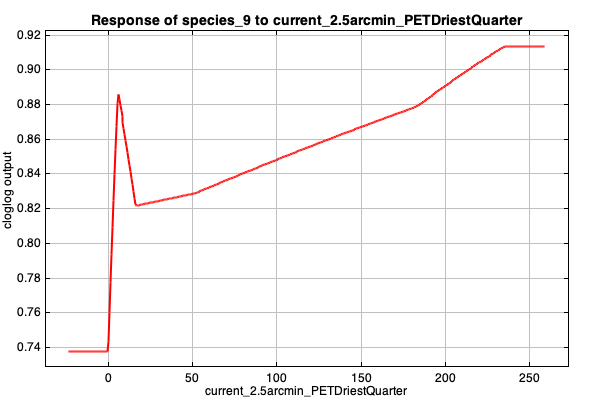 Response of species_9 to current_2.5arcmin_PETDriestQuarter
0.92
0.90
0.88
0.86
0.84
0.82
0.80
0.78
0.76
0.74
cloglog output
0 50 100 150 200 250
current_2.5arcmin_PETDriestQuarter